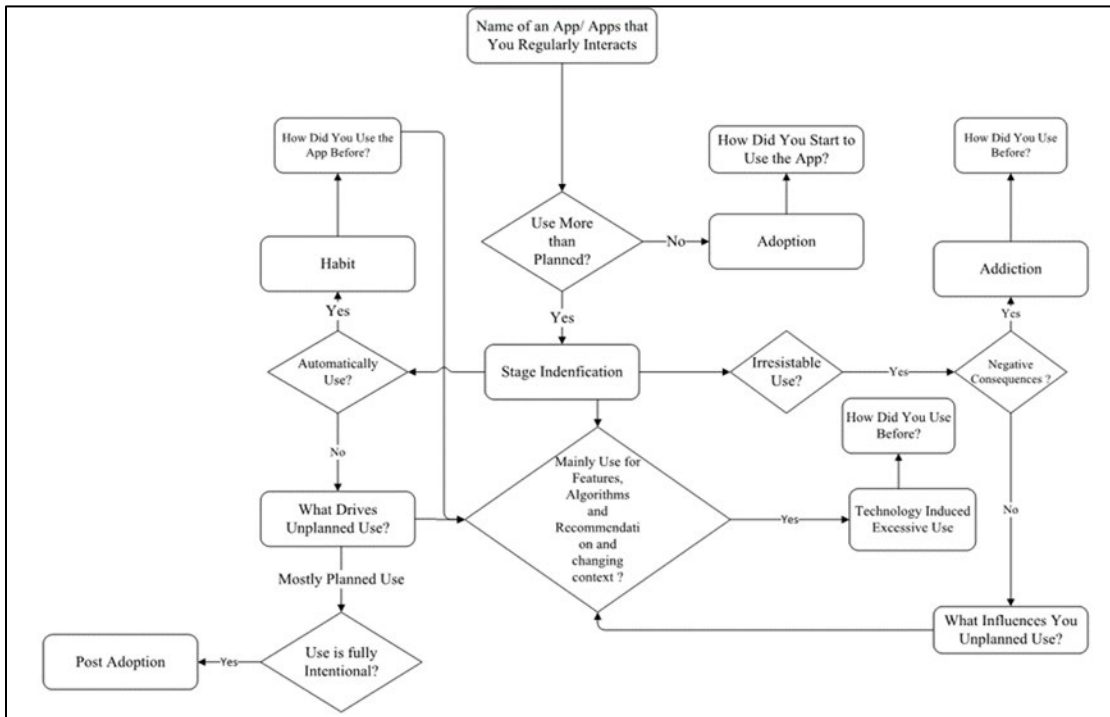 Name of an App/ Apps that
You Regularly Interacts
How Did You Use the
App Before?
How Did You Start to
Use the App?
How Did You Use
Before?
Use More
than
Planned?
No
Adoption
Habit
Addiction
Yes
Yes
Yes
Automatically
Use?
Stage Indenfication
Irresistable
Use?
Yes
Negative
Consequences ?
How Did You Use
Before?
No
Mainly Use for
Features,
Algorithms
and
Recommendati
on and
changing
context ?
What Drives
Unplanned Use?
Yes
Technology Induced
Excessive Use
No
Mostly Planned Use
What Influences You
Unplanned Use?
Post Adoption
Yes
Use is fully
Intentional?